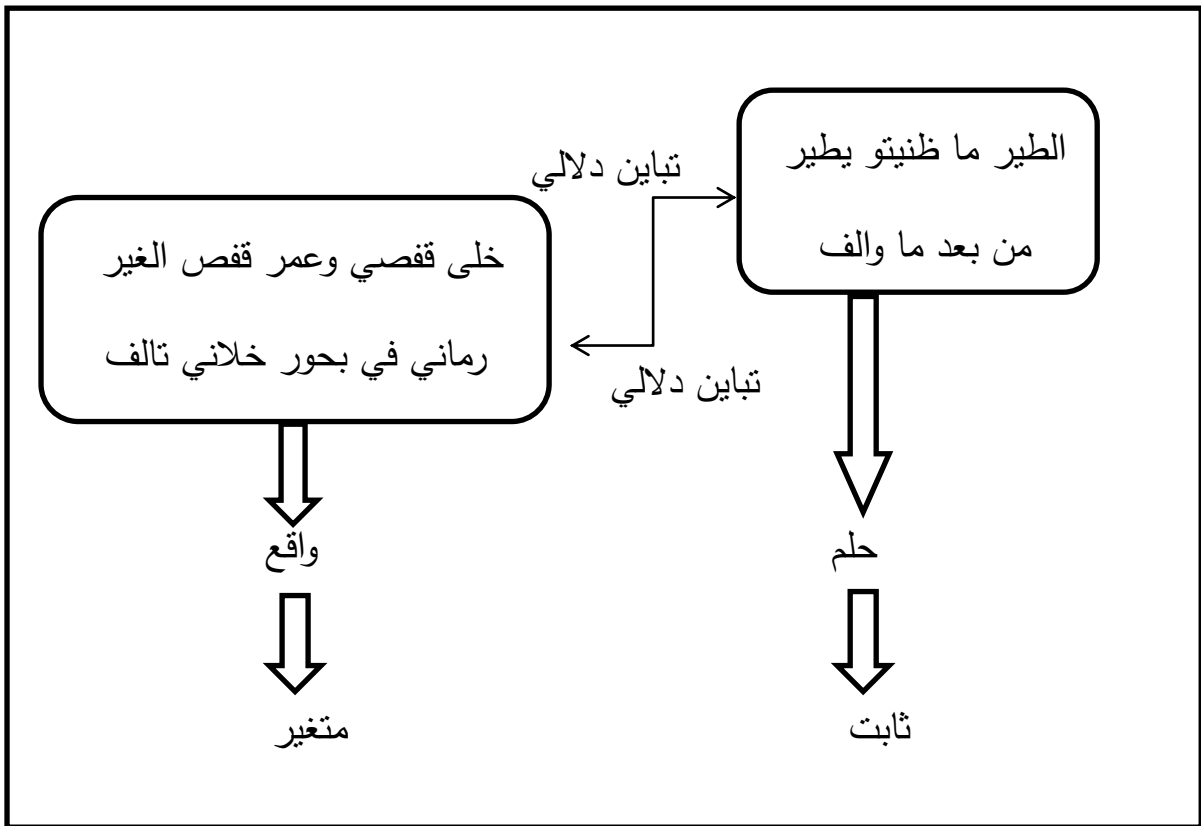 الطير ما ظنيتو يطير
من بعد ما والف
تباين دلالي
خلى قفصي وعمر قفص الغير
رماني في بحور خلاني تالف
تباين دلالي
حلم
واقع
ثابت
متغير